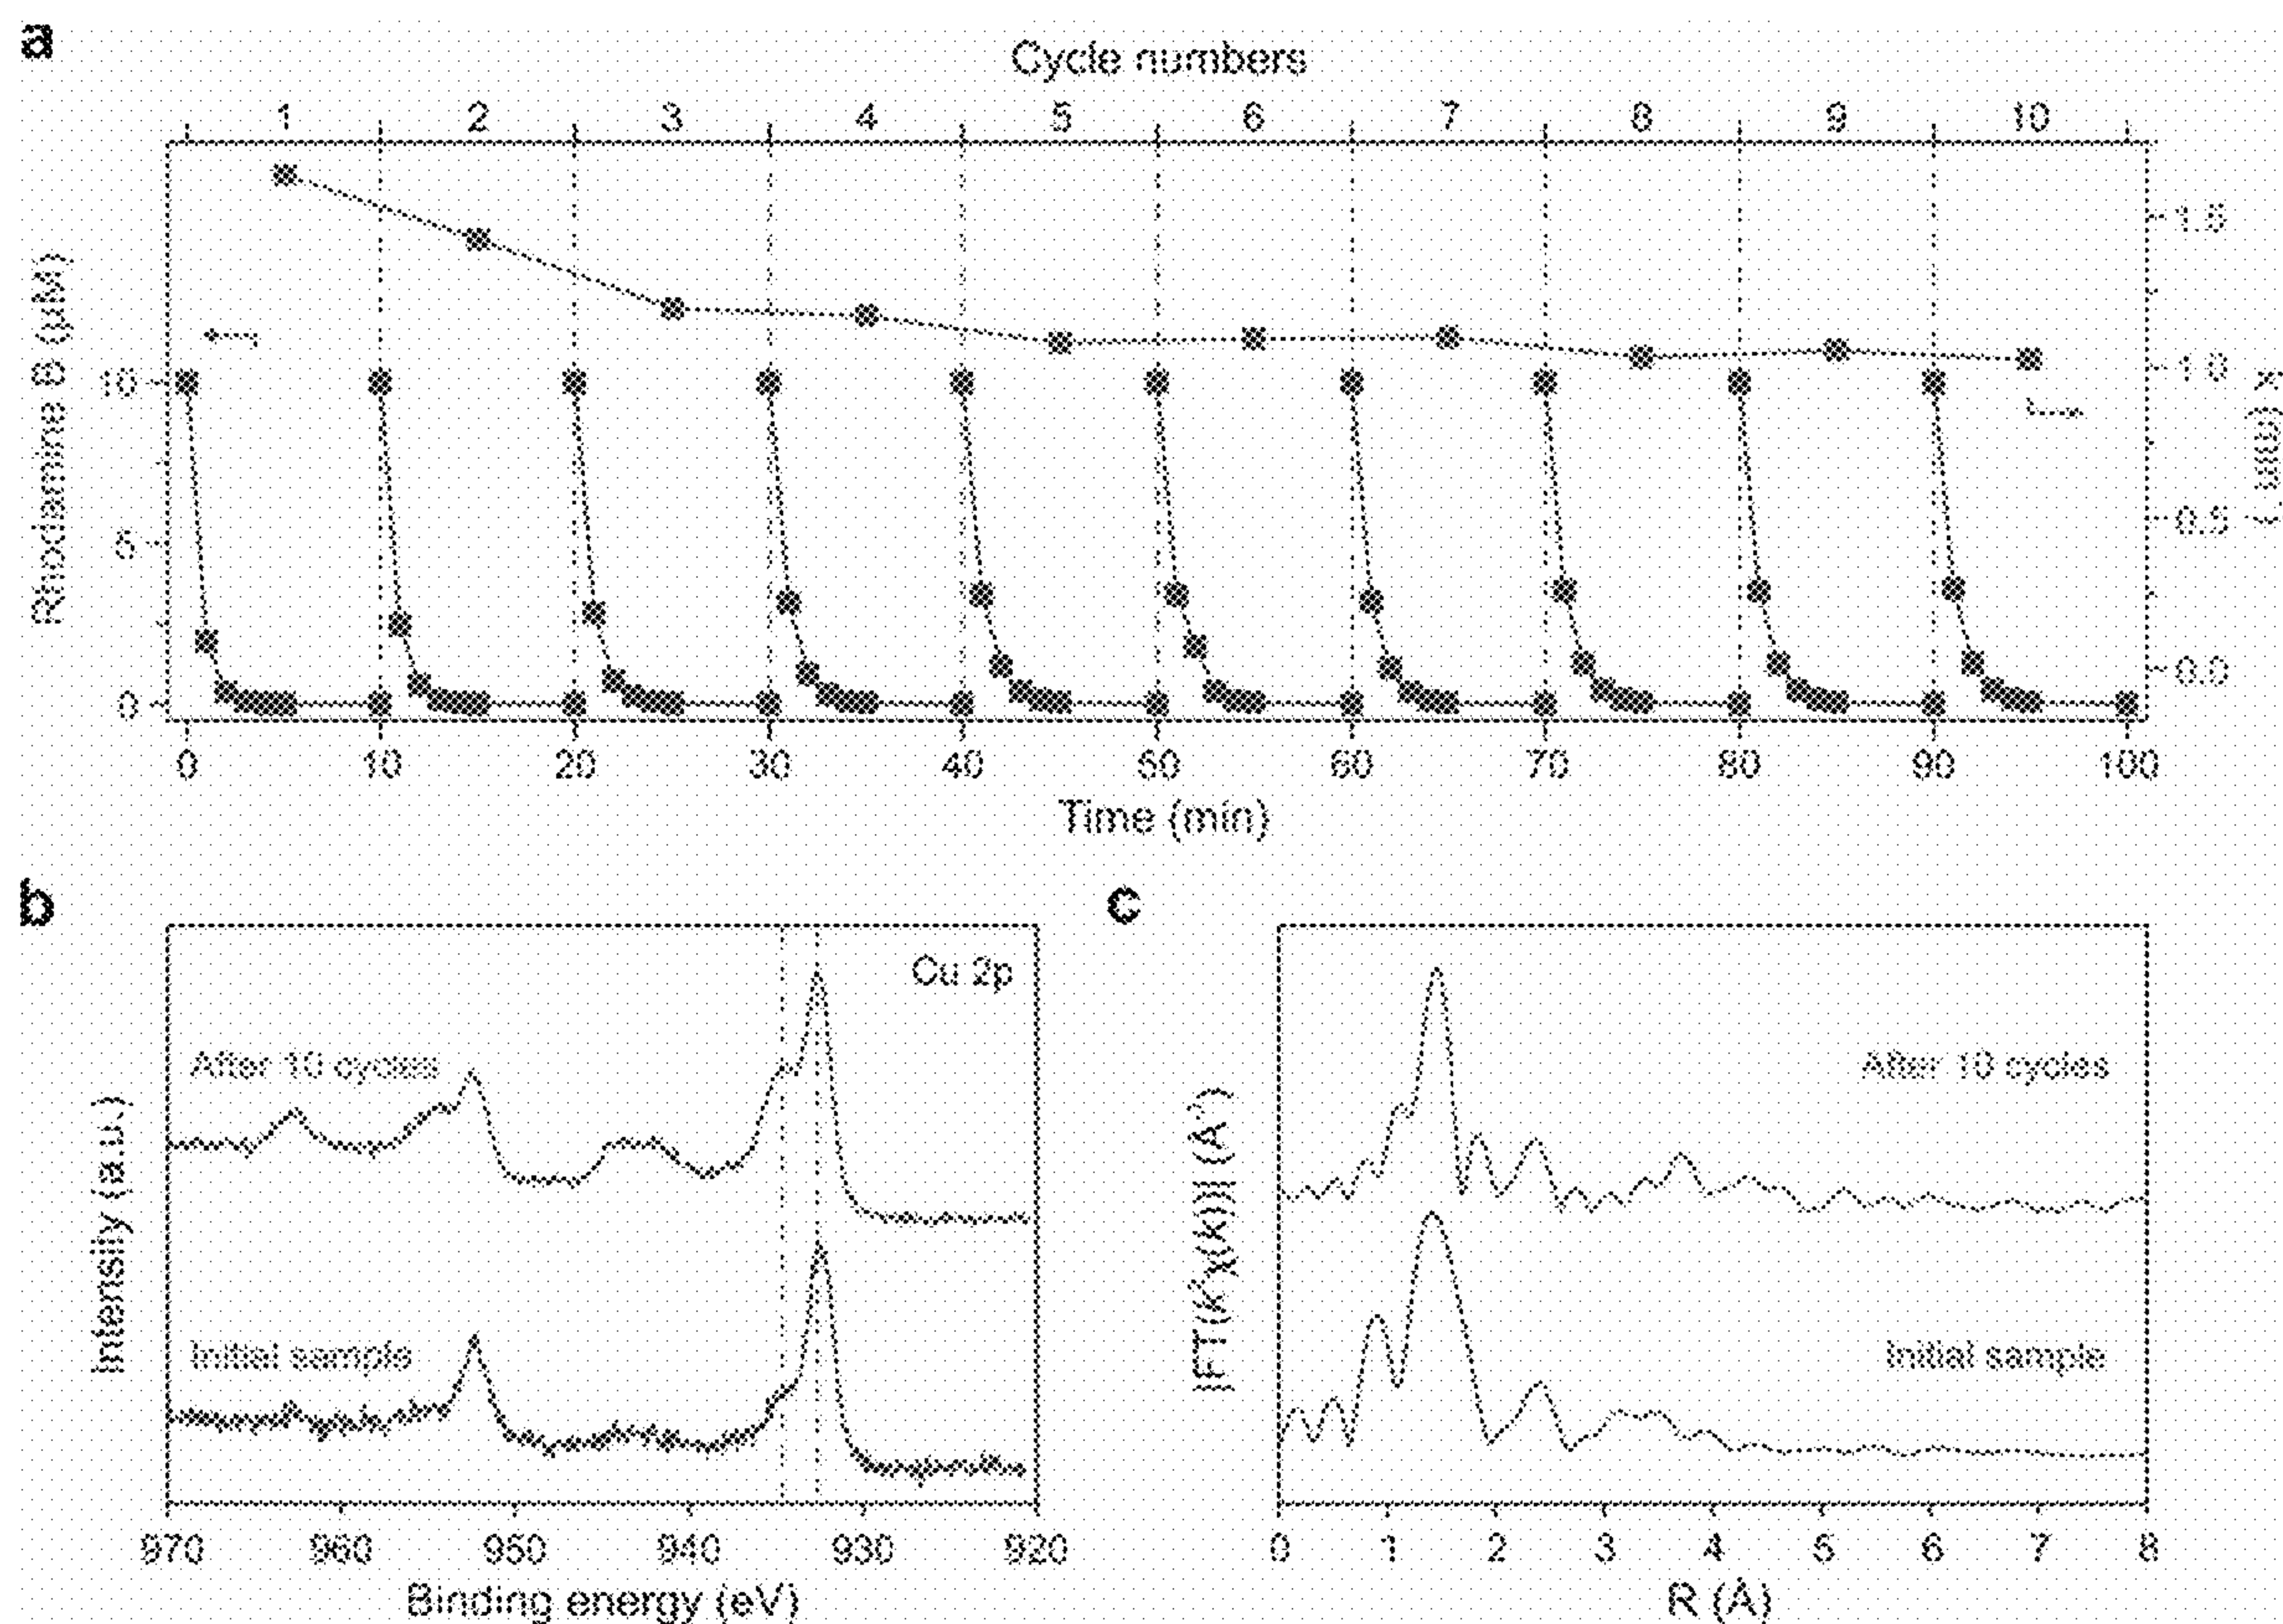 a
Cycle numbers
1 2 3 4 5 6 7 8 9 10
Rhodamine B (μM)
10
5
0
1.5
1.0
0.5
0.0
k (min⁻¹)
0 10 20 30 40 50 60 70 80 90 100
Time (min)
b
Cu 2p
After 10 cycles
Initial sample
Intensity (a.u.)
970 960 950 940 930 920
Binding energy (eV)
c
After 10 cycles
Initial sample
0 1 2 3 4 5 6 7 8
R (Å)